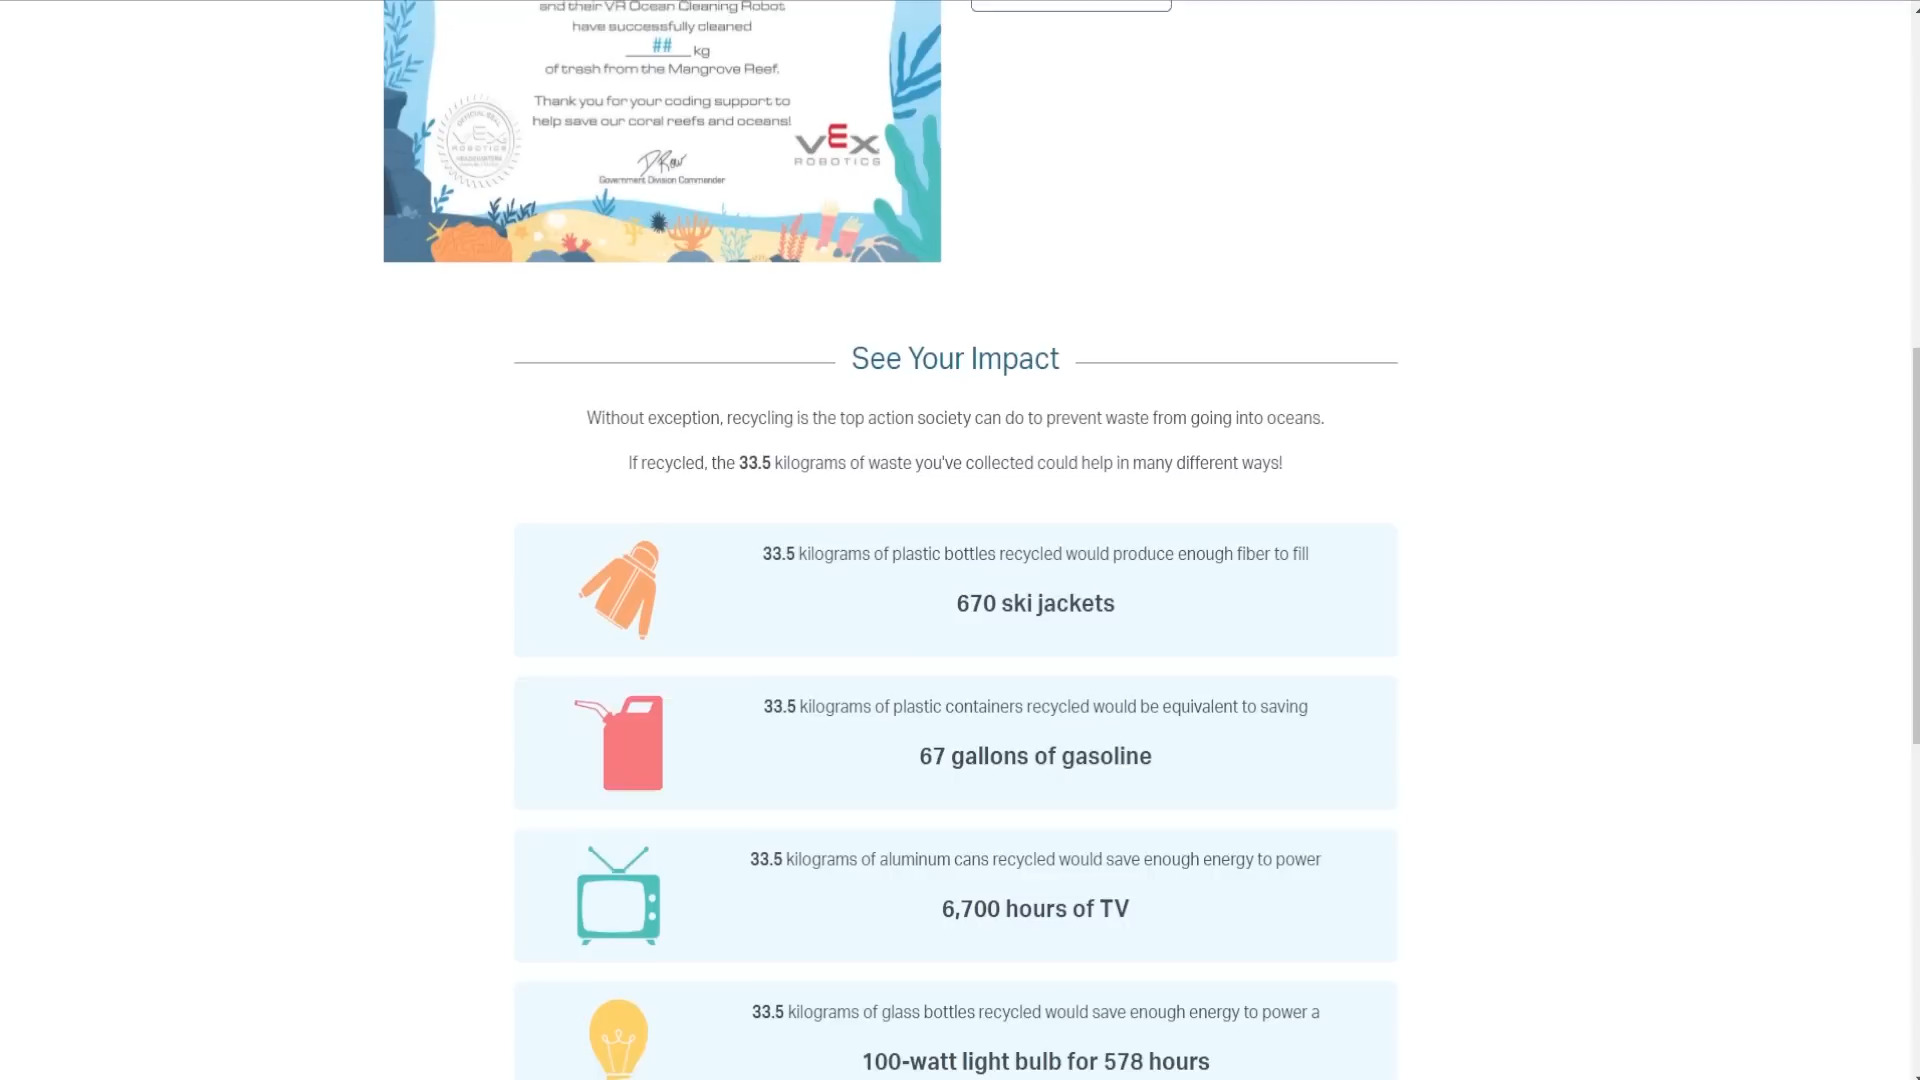 and their VR Ocean Cleaning Robot
have successfully cleaned
## kg
of trash from the Mangrove Reef.
Thank you for your coding support to
help save our coral reefs and oceans!
OFFICIAL SEAL
VEX
ROBOTICS
VEX
ROBOTICS
Government Division Commander
See Your Impact
Without exception, recycling is the top action society can do to prevent waste from going into oceans.
If recycled, the 33.5 kilograms of waste you've collected could help in many different ways!
33.5 kilograms of plastic bottles recycled would produce enough fiber to fill
670 ski jackets
33.5 kilograms of plastic containers recycled would be equivalent to saving
67 gallons of gasoline
33.5 kilograms of aluminum cans recycled would save enough energy to power
6,700 hours of TV
33.5 kilograms of glass bottles recycled would save enough energy to power a
100-watt light bulb for 578 hours